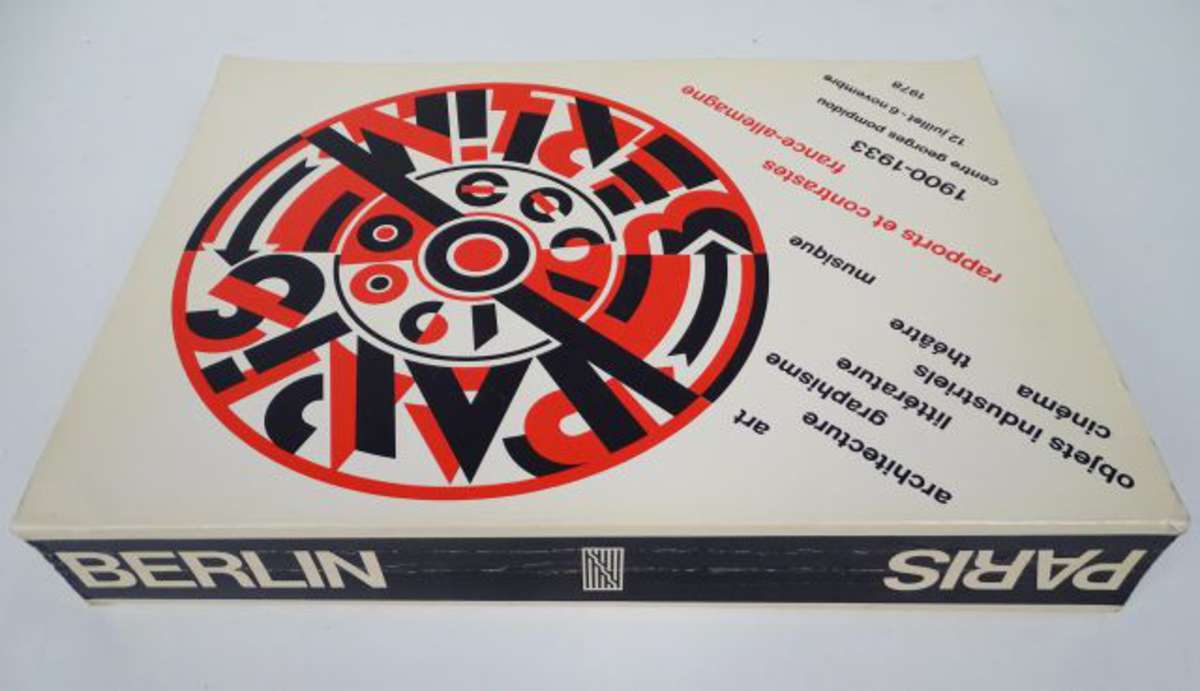 PARIS
BERLIN
art
architecture
graphisme
littérature
objets industriels
cinéma
théâtre
musique
rapports et contrastes
france-allemagne
1900-1933
centre georges pompidou
12 juillet - 6 novembre
1978
BERLIN
PARIS